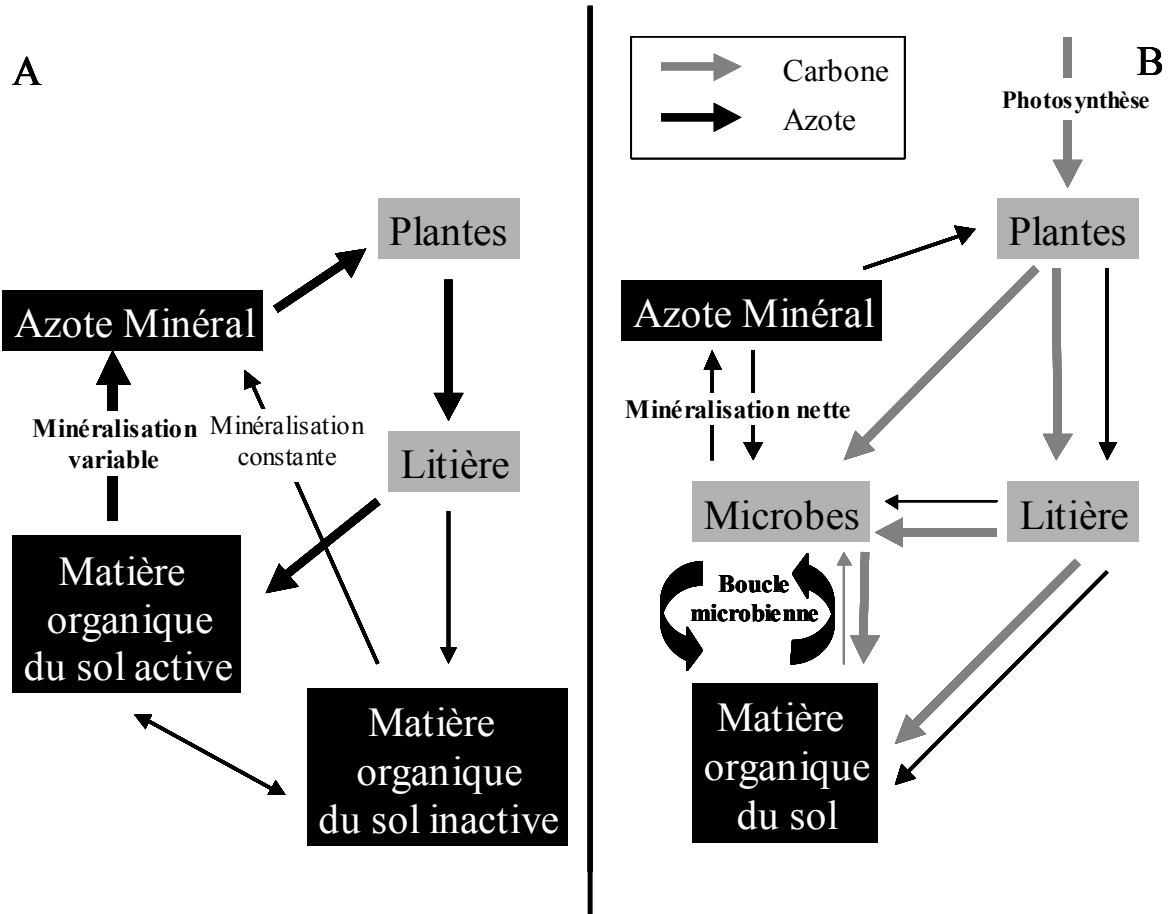 A
Plantes
Azote Minéral
Minéralisation
variable
Minéralisation
constante
Litière
Matière
organique
du sol active
Matière
organique
du sol inactive
B
Carbone
Azote
Photosynthèse
Plantes
Azote Minéral
Minéralisation nette
Microbes
Litière
Boucle
microbienne
Matière
organique
du sol